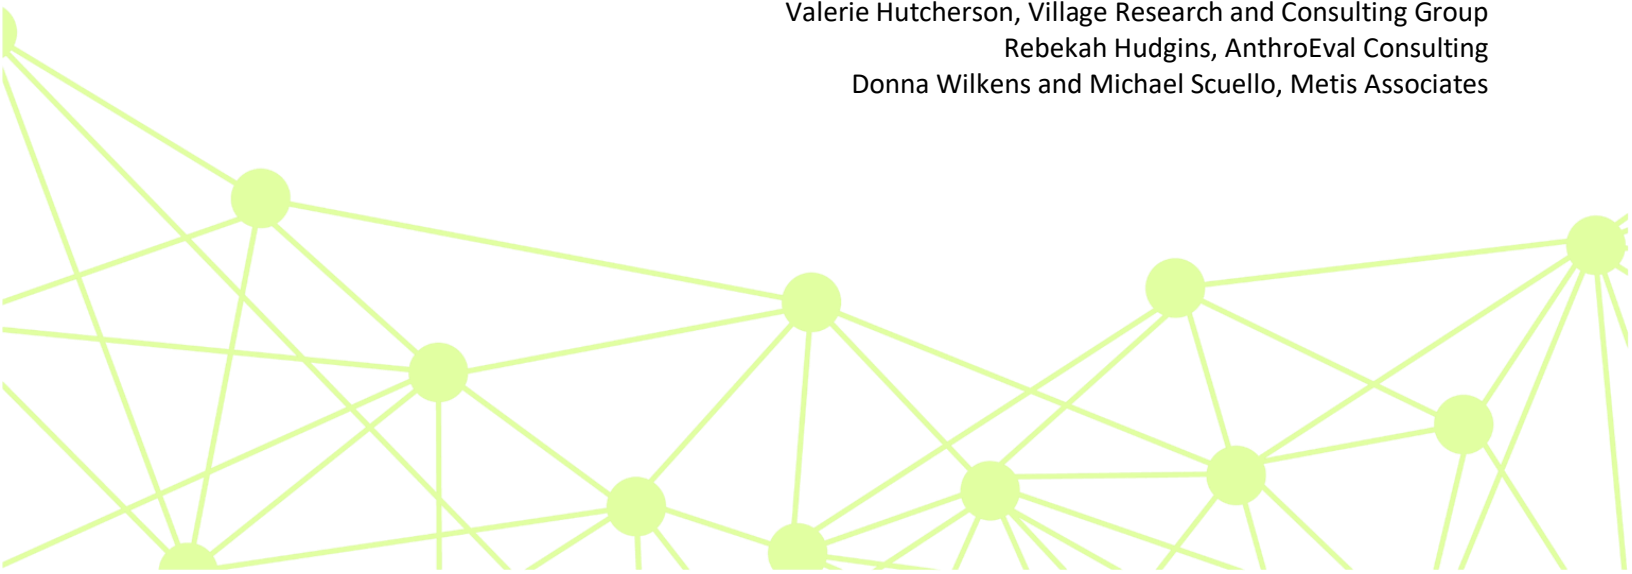 Valerie Hutcherson, Village Research and Consulting Group
Rebekah Hudgins, AnthroEval Consulting
Donna Wilkens and Michael Scuello, Metis Associates